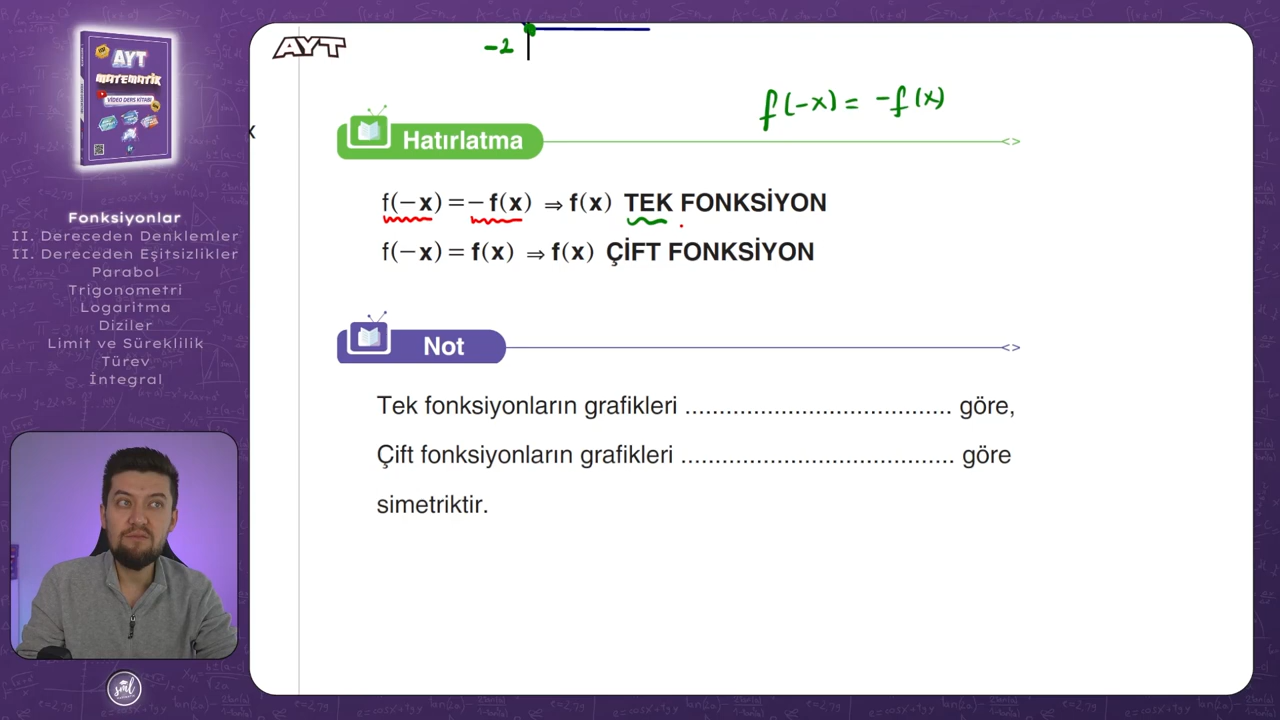 AYT
MATEMATİK
VİDEO DERS KİTABI
AYT
-2
f(-x) = -f(x)
x
Hatırlatma
f(−x) = − f(x) ⇒ f(x) TEK FONKSİYON
f(−x) = f(x) ⇒ f(x) ÇİFT FONKSİYON
Not
Tek fonksiyonların grafikleri ...................................... göre,
Çift fonksiyonların grafikleri ....................................... göre
simetriktir.
Fonksiyonlar
II. Dereceden Denklemler
II. Dereceden Eşitsizlikler
Parabol
Trigonometri
Logaritma
Diziler
Limit ve Süreklilik
Türev
İntegral
sml